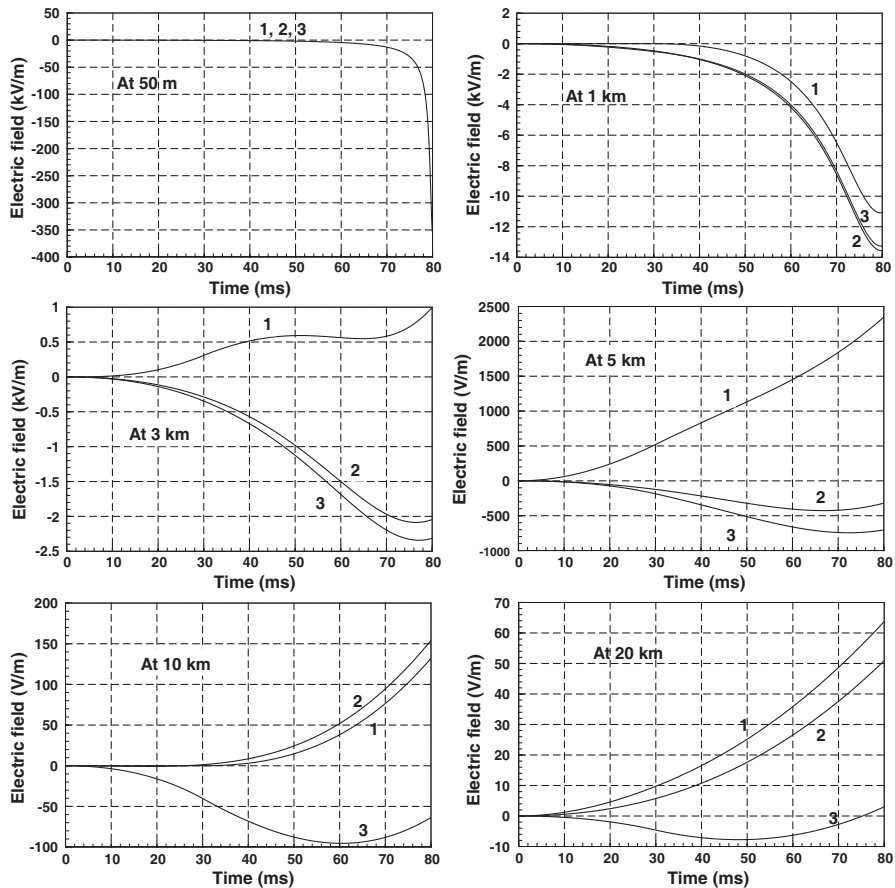 50
0
-50
-100
-150
-200
-250
-300
-350
-400
Electric field (kV/m)
1, 2, 3
At 50 m
0 10 20 30 40 50 60 70 80
Time (ms)
2
0
-2
-4
-6
-8
-10
-12
-14
Electric field (kV/m)
At 1 km
1
3
2
0 10 20 30 40 50 60 70 80
Time (ms)
1
0.5
0
-0.5
-1
-1.5
-2
-2.5
Electric field (kV/m)
1
At 3 km
2
3
0 10 20 30 40 50 60 70 80
Time (ms)
2500
2000
1500
1000
500
0
-500
-1000
Electric field (V/m)
At 5 km
1
2
3
0 10 20 30 40 50 60 70 80
Time (ms)
200
150
100
50
0
-50
-100
Electric field (V/m)
At 10 km
2
1
3
0 10 20 30 40 50 60 70 80
Time (ms)
70
60
50
40
30
20
10
0
-10
Electric field (V/m)
At 20 km
1
2
3
0 10 20 30 40 50 60 70 80
Time (ms)